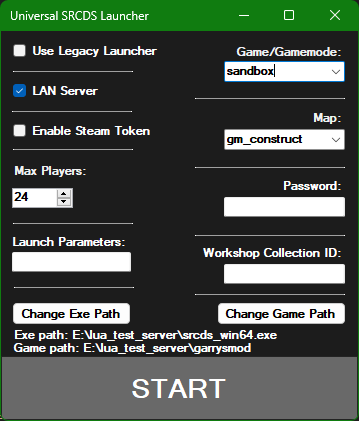 Universal SRCDS Launcher
Use Legacy Launcher
Game/Gamemode:
sandbox
LAN Server
Map:
Enable Steam Token
gm_construct
Max Players:
24
Password:
Launch Parameters:
Workshop Collection ID:
Change Exe Path
Change Game Path
Exe path: E:\lua_test_server\srcds_win64.exe
Game path: E:\lua_test_server\garrysmod
START